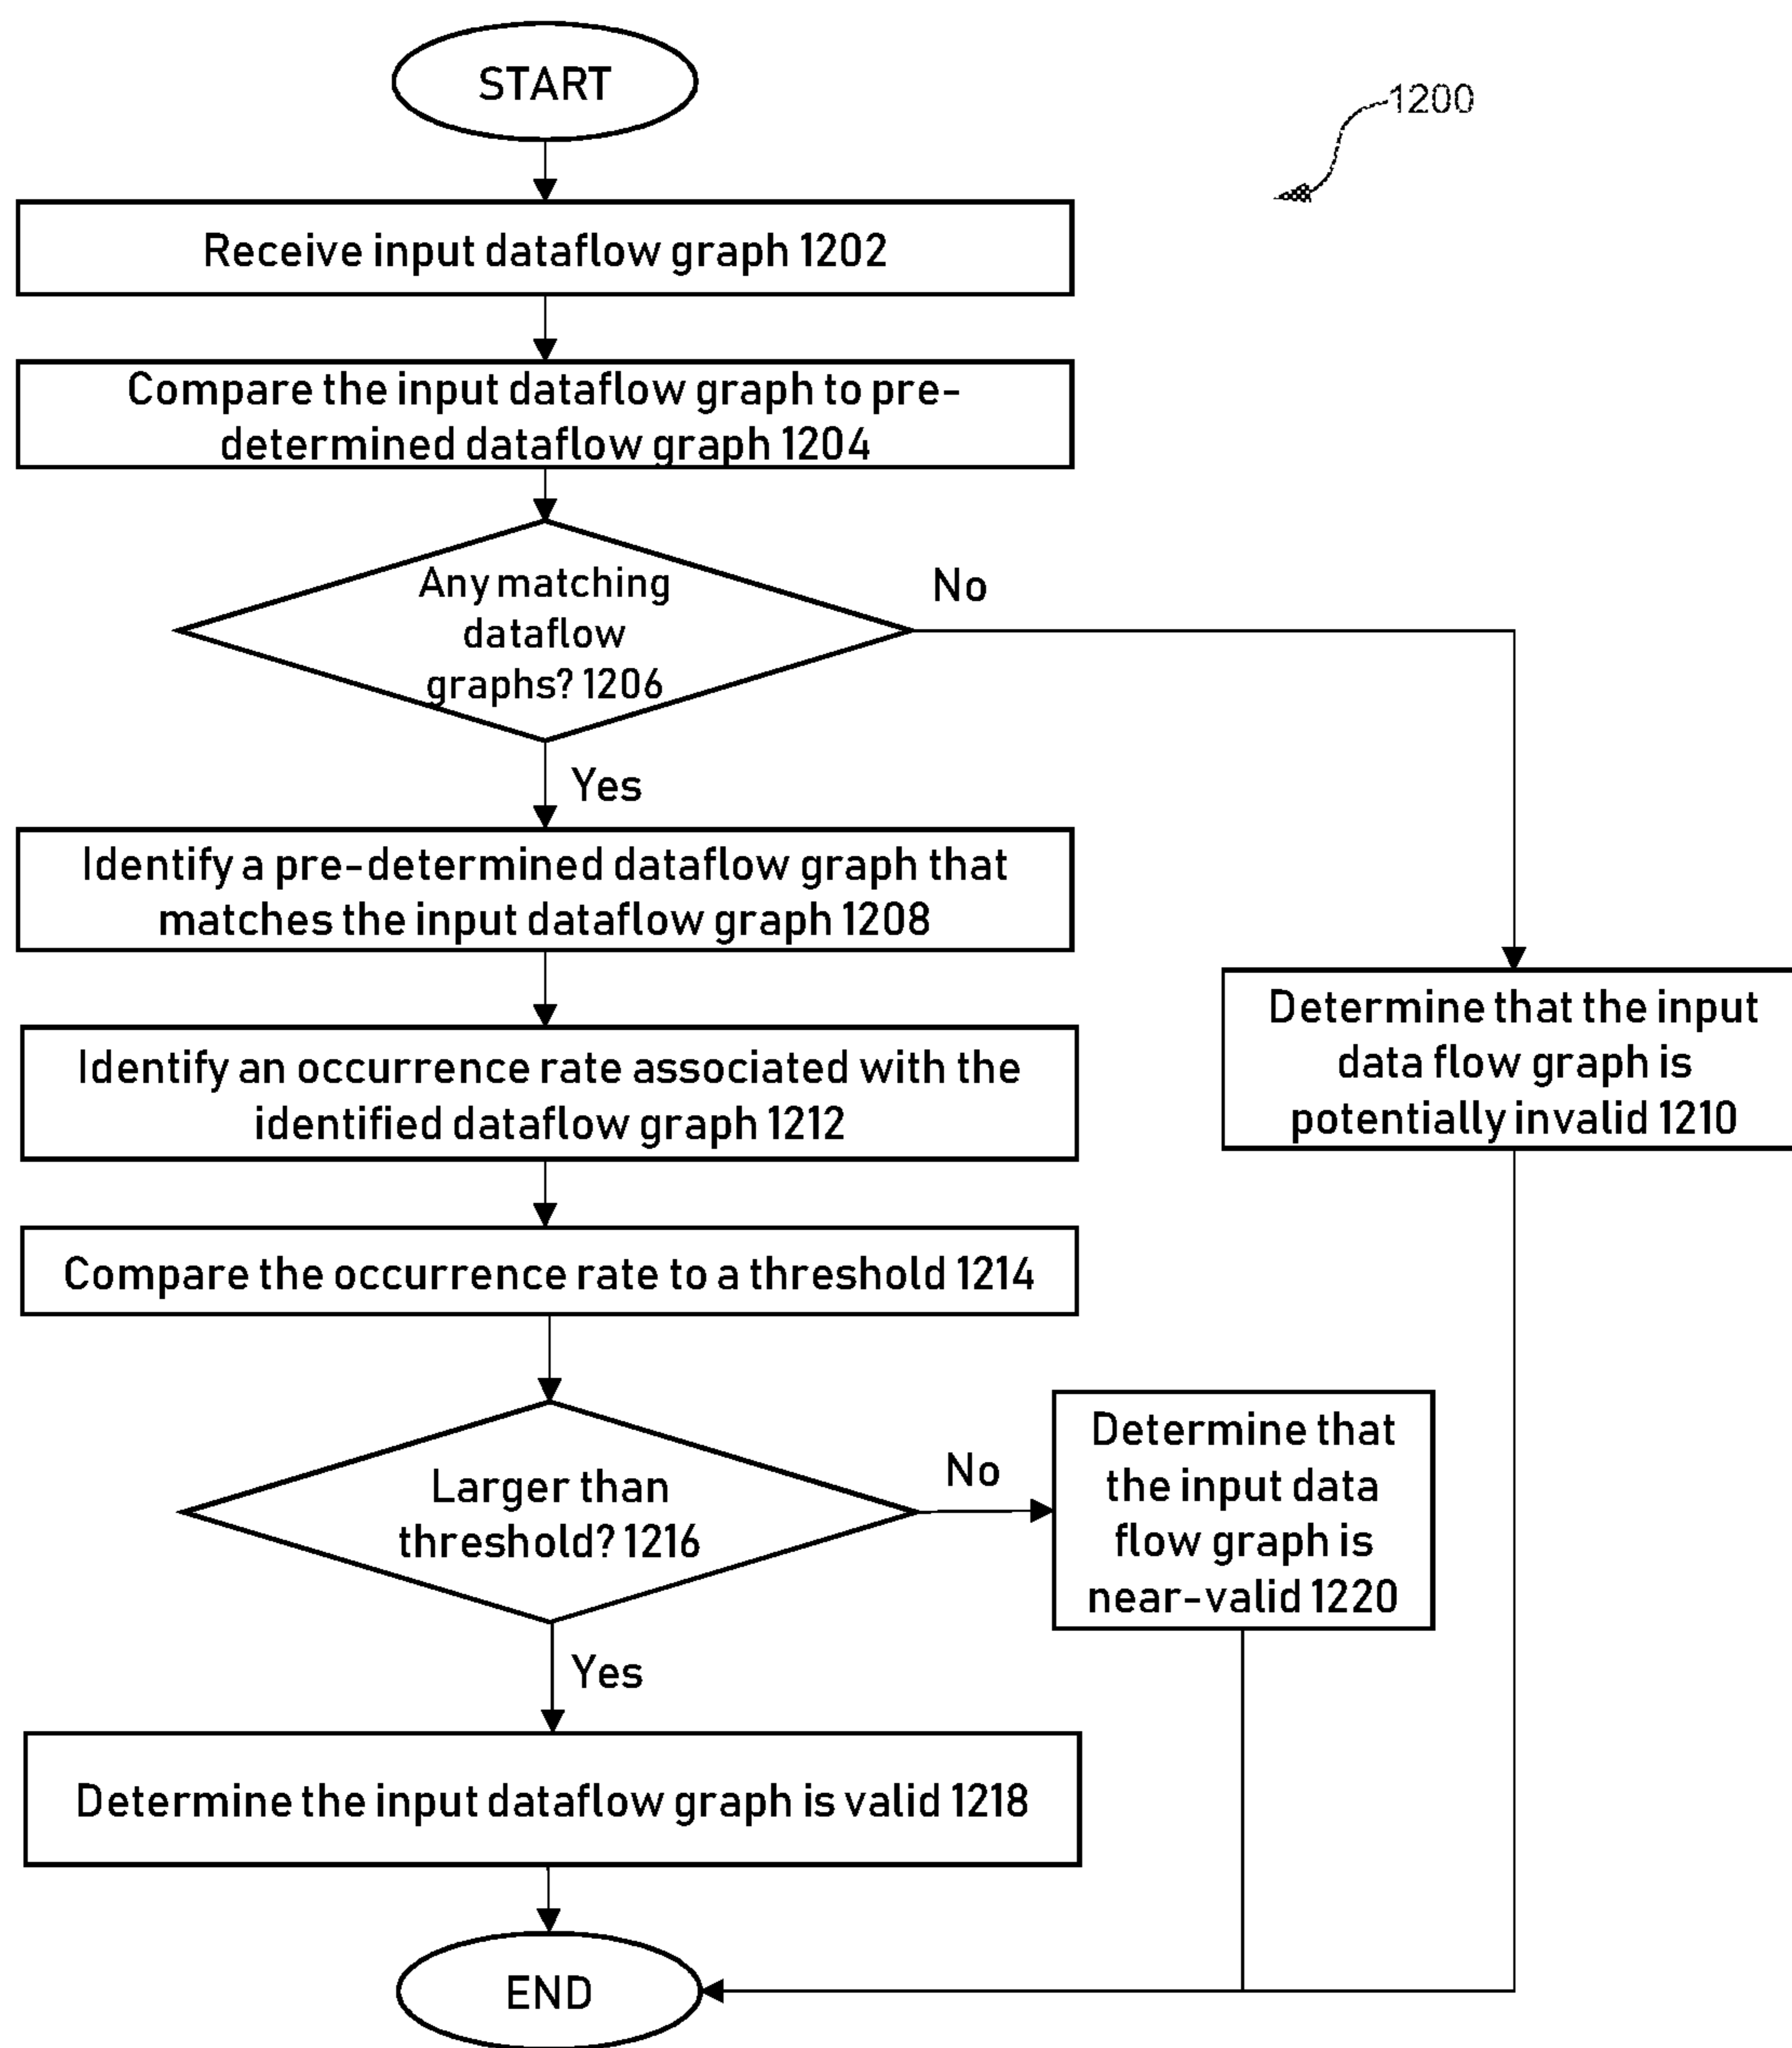 START
1200
Receive input dataflow graph 1202
Compare the input dataflow graph to pre-
determined dataflow graph 1204
Any matching
dataflow
graphs? 1206
No
Yes
Identify a pre-determined dataflow graph that
matches the input dataflow graph 1208
Determine that the input
data flow graph is
potentially invalid 1210
Identify an occurrence rate associated with the
identified dataflow graph 1212
Compare the occurrence rate to a threshold 1214
Larger than
threshold? 1216
No
Determine that
the input data
flow graph is
near-valid 1220
Yes
Determine the input dataflow graph is valid 1218
END